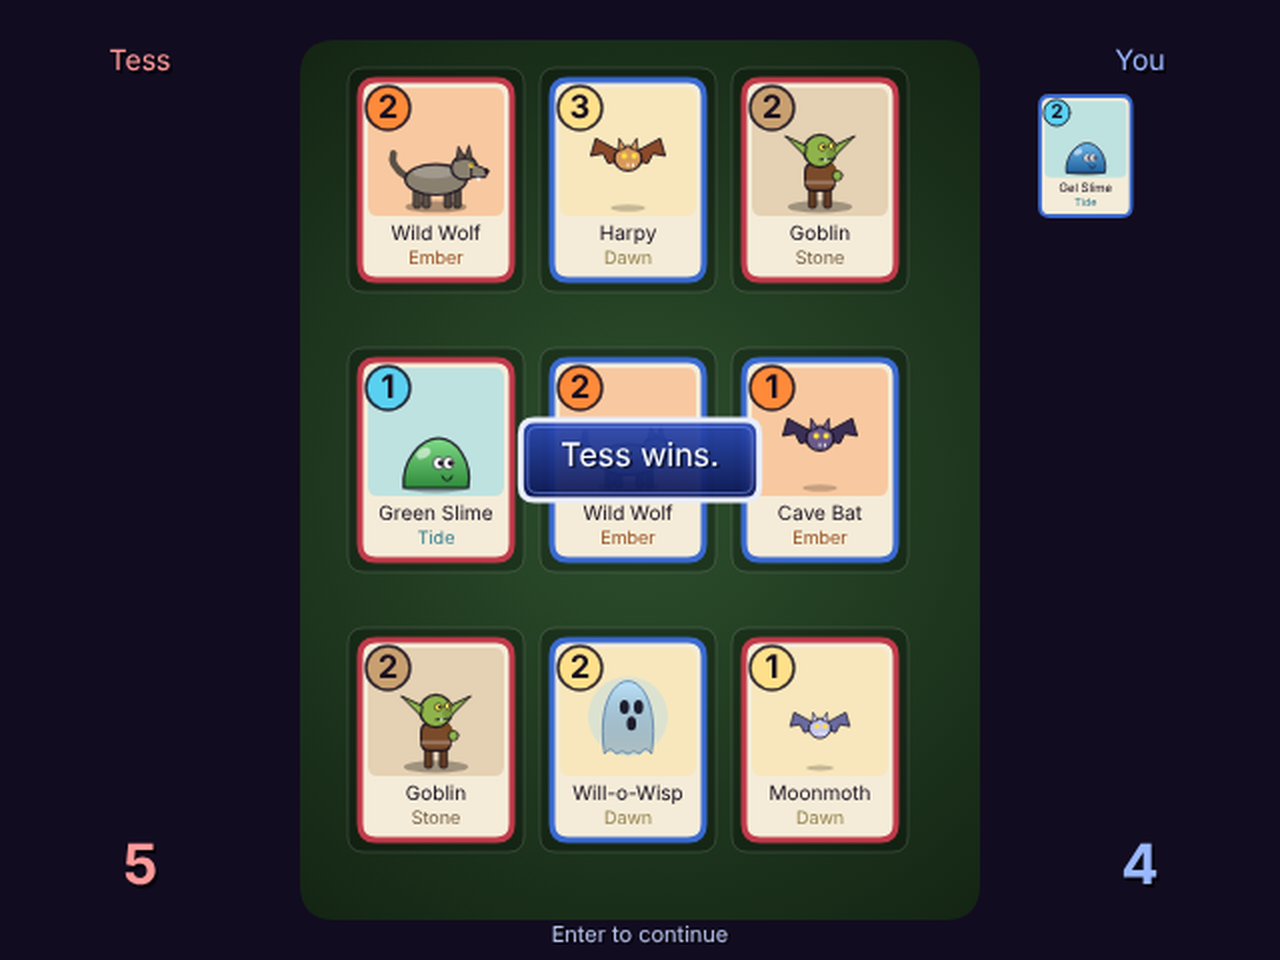 Tess
You
2
Wild Wolf
Ember
3
Harpy
Dawn
2
Goblin
Stone
2
Gel Slime
Tide
1
Green Slime
Tide
2
Wild Wolf
Ember
1
Cave Bat
Ember
Tess wins.
2
Goblin
Stone
2
Will-o-Wisp
Dawn
1
Moonmoth
Dawn
5
4
Enter to continue